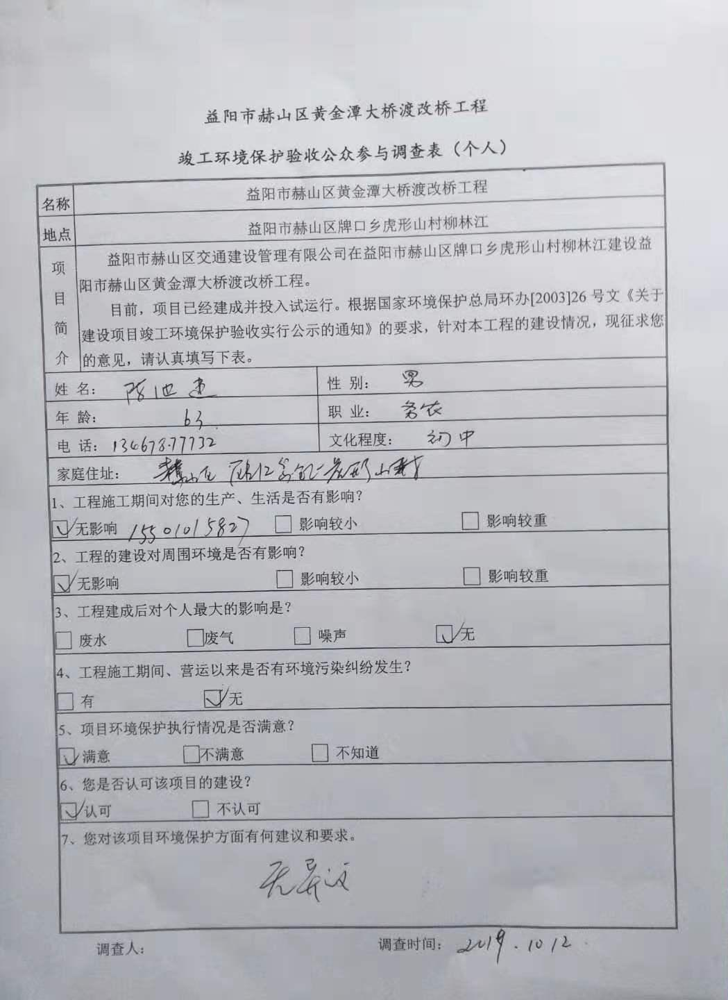 益阳市赫山区黄金潭大桥渡改桥工程
竣工环境保护验收公众参与调查表（个人）
名称 益阳市赫山区黄金潭大桥渡改桥工程
地点 益阳市赫山区牌口乡虎形山村柳林江
项目简介
益阳市赫山区交通建设管理有限公司在益阳市赫山区牌口乡虎形山村柳林江建设益
阳市赫山区黄金潭大桥渡改桥工程。
目前，项目已经建成并投入试运行。根据国家环境保护总局环办[2003]26 号文《关于
建设项目竣工环境保护验收实行公示的通知》的要求，针对本工程的建设情况，现征求您
的意见，请认真填写下表。
姓 名： 性 别： 男
年 龄： 63 职 业： 务农
电 话： 13467877732 文化程度： 初中
家庭住址：
1、工程施工期间对您的生产、生活是否有影响？
☑无影响 15501015827 □ 影响较小 □ 影响较重
2、工程的建设对周围环境是否有影响？
☑无影响 □ 影响较小 □ 影响较重
3、工程建成后对个人最大的影响是？
□ 废水 □废气 □ 噪声 ☑无
4、工程施工期间、营运以来是否有环境污染纠纷发生？
□ 有 ☑无
5、项目环境保护执行情况是否满意？
☑满意 □不满意 □ 不知道
6、您是否认可该项目的建设？
☑认可 □ 不认可
7、您对该项目环境保护方面有何建议和要求。
无异议
调查人： 调查时间： 2019.10 12